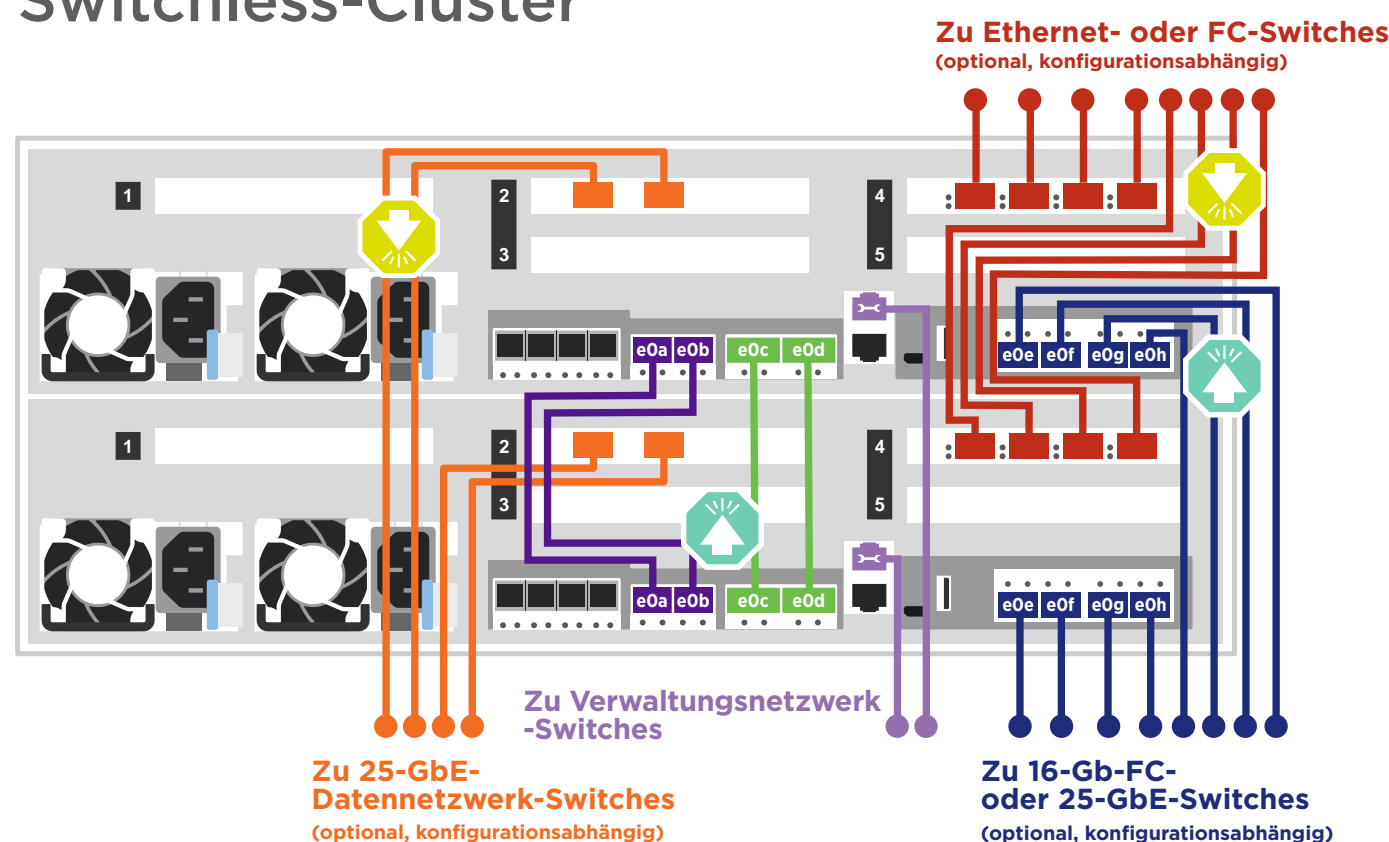 Switchless-Cluster
Zu Ethernet- oder FC-Switches
(optional, konfigurationsabhängig)
1
2
3
4
5
e0a e0b e0c e0d
e0e e0f e0g e0h
1
2
3
4
5
e0a e0b e0c e0d
e0e e0f e0g e0h
Zu Verwaltungsnetzwerk
-Switches
Zu 25-GbE-
Datennetzwerk-Switches
(optional, konfigurationsabhängig)
Zu 16-Gb-FC-
oder 25-GbE-Switches
(optional, konfigurationsabhängig)